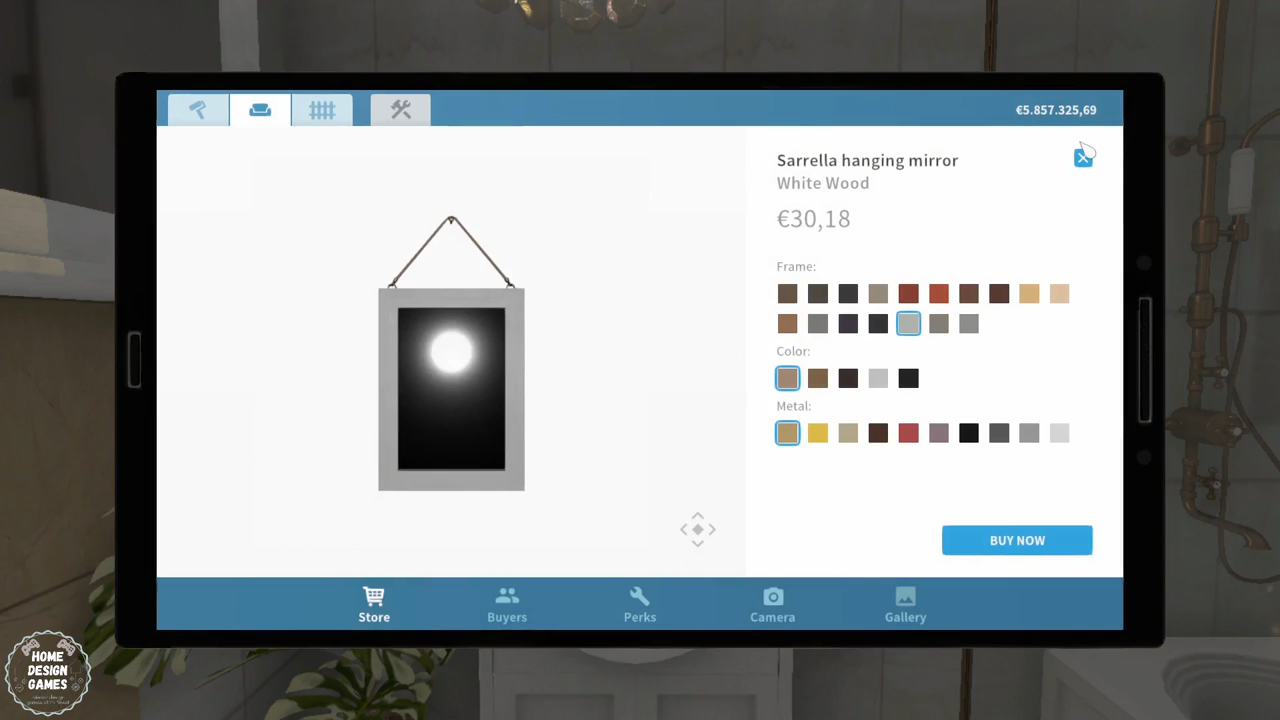 €5.857.325,69
Sarrella hanging mirror
White Wood
€30,18
Frame:
Color:
Metal:
BUY NOW
Store
Buyers
Perks
Camera
Gallery
HOME
DESIGN
GAMES